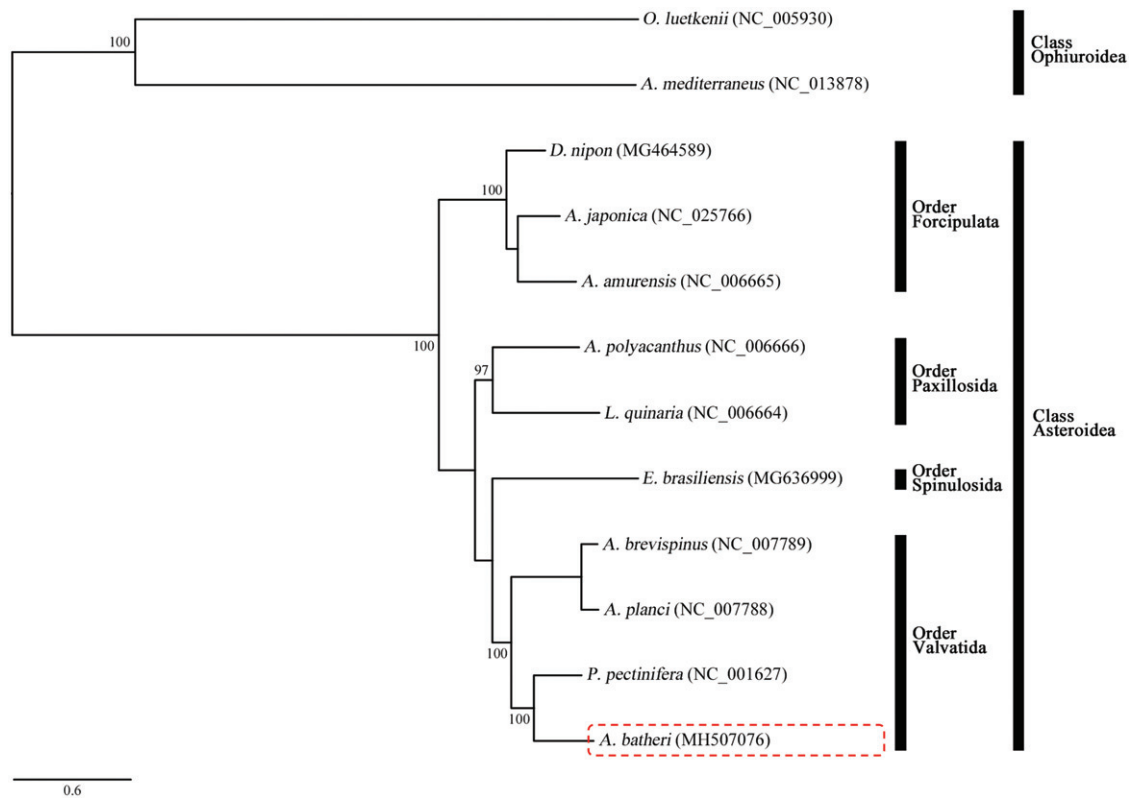 O. luetkenii (NC_005930)
100
Class
Ophiuroidea
A. mediterraneus (NC_013878)
D. nipon (MG464589)
100
A. japonica (NC_025766)
Order
Forcipulata
A. amurensis (NC_006665)
100
A. polyacanthus (NC_006666)
97
Order
Paxillosida
L. quinaria (NC_006664)
Class
Asteroidea
E. brasiliensis (MG636999)
Order
Spinulosida
A. brevispinus (NC_007789)
A. planci (NC_007788)
100
Order
Valvatida
P. pectinifera (NC_001627)
100
A. batheri (MH507076)
0.6